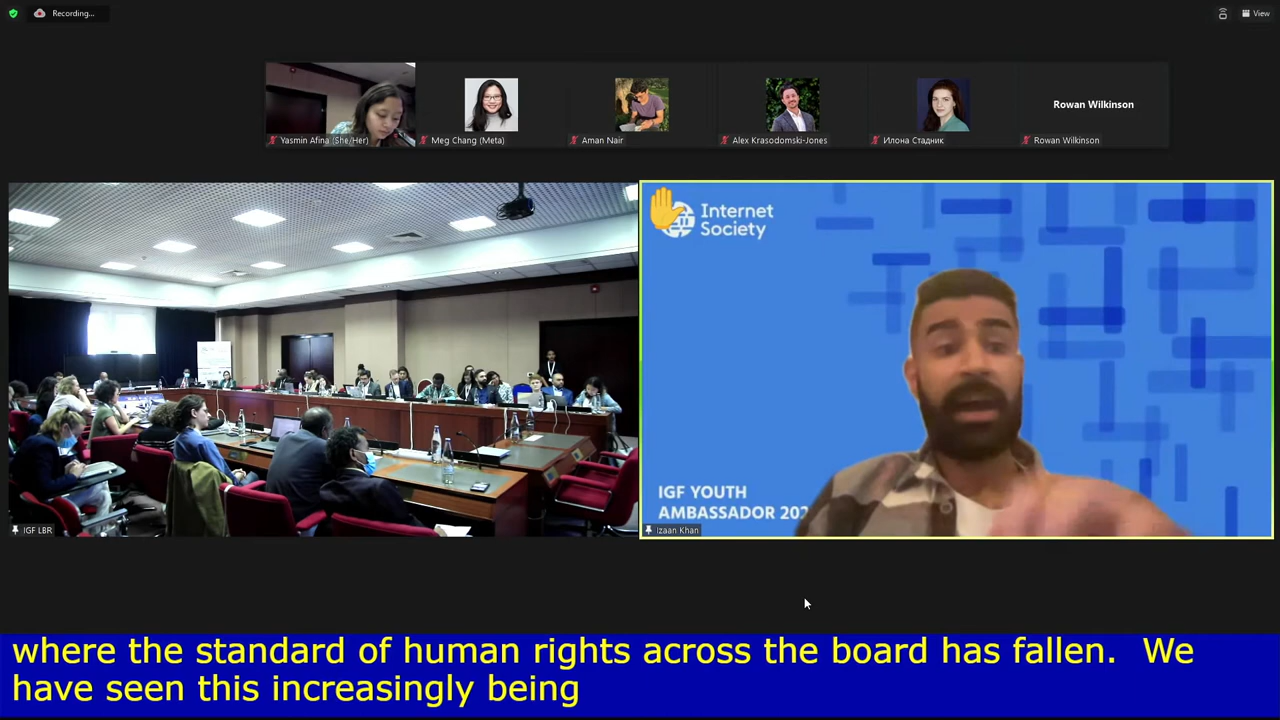 Recording...
View
Rowan Wilkinson
Yasmin Afina (She/Her)
Meg Chang (Meta)
Aman Nair
Alex Krasodomski-Jones
Илона Стадник
Rowan Wilkinson
Internet
Society
IGF YOUTH
AMBASSADOR 202
IGF LBR
Izaan Khan
where the standard of human rights across the board has fallen. We
have seen this increasingly being